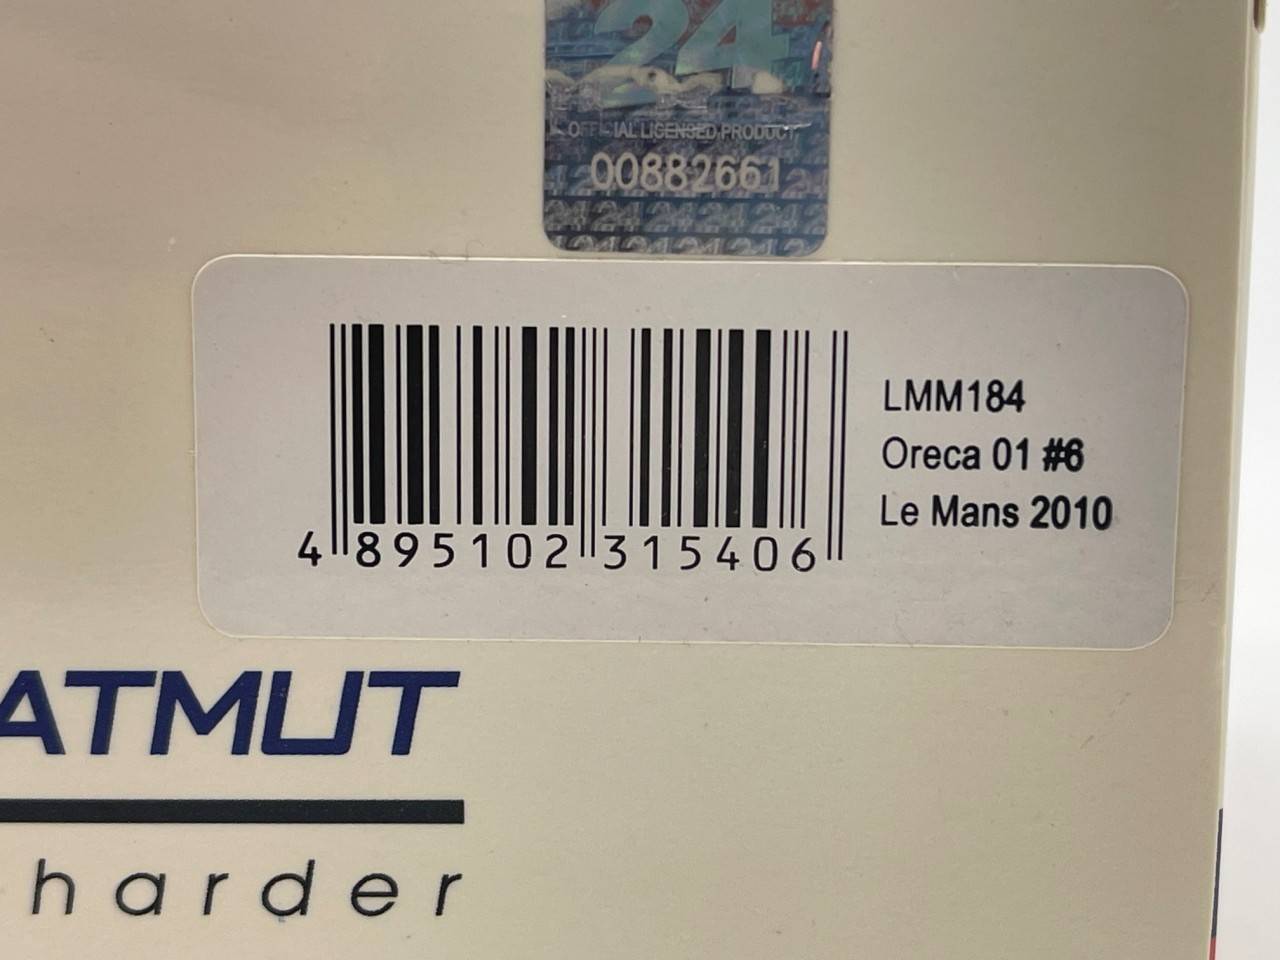 24
OFFICIAL LICENSED PRODUCT
00882661
LMM184
Oreca 01 #6
Le Mans 2010
4 895102 315406
ATMUT
harder